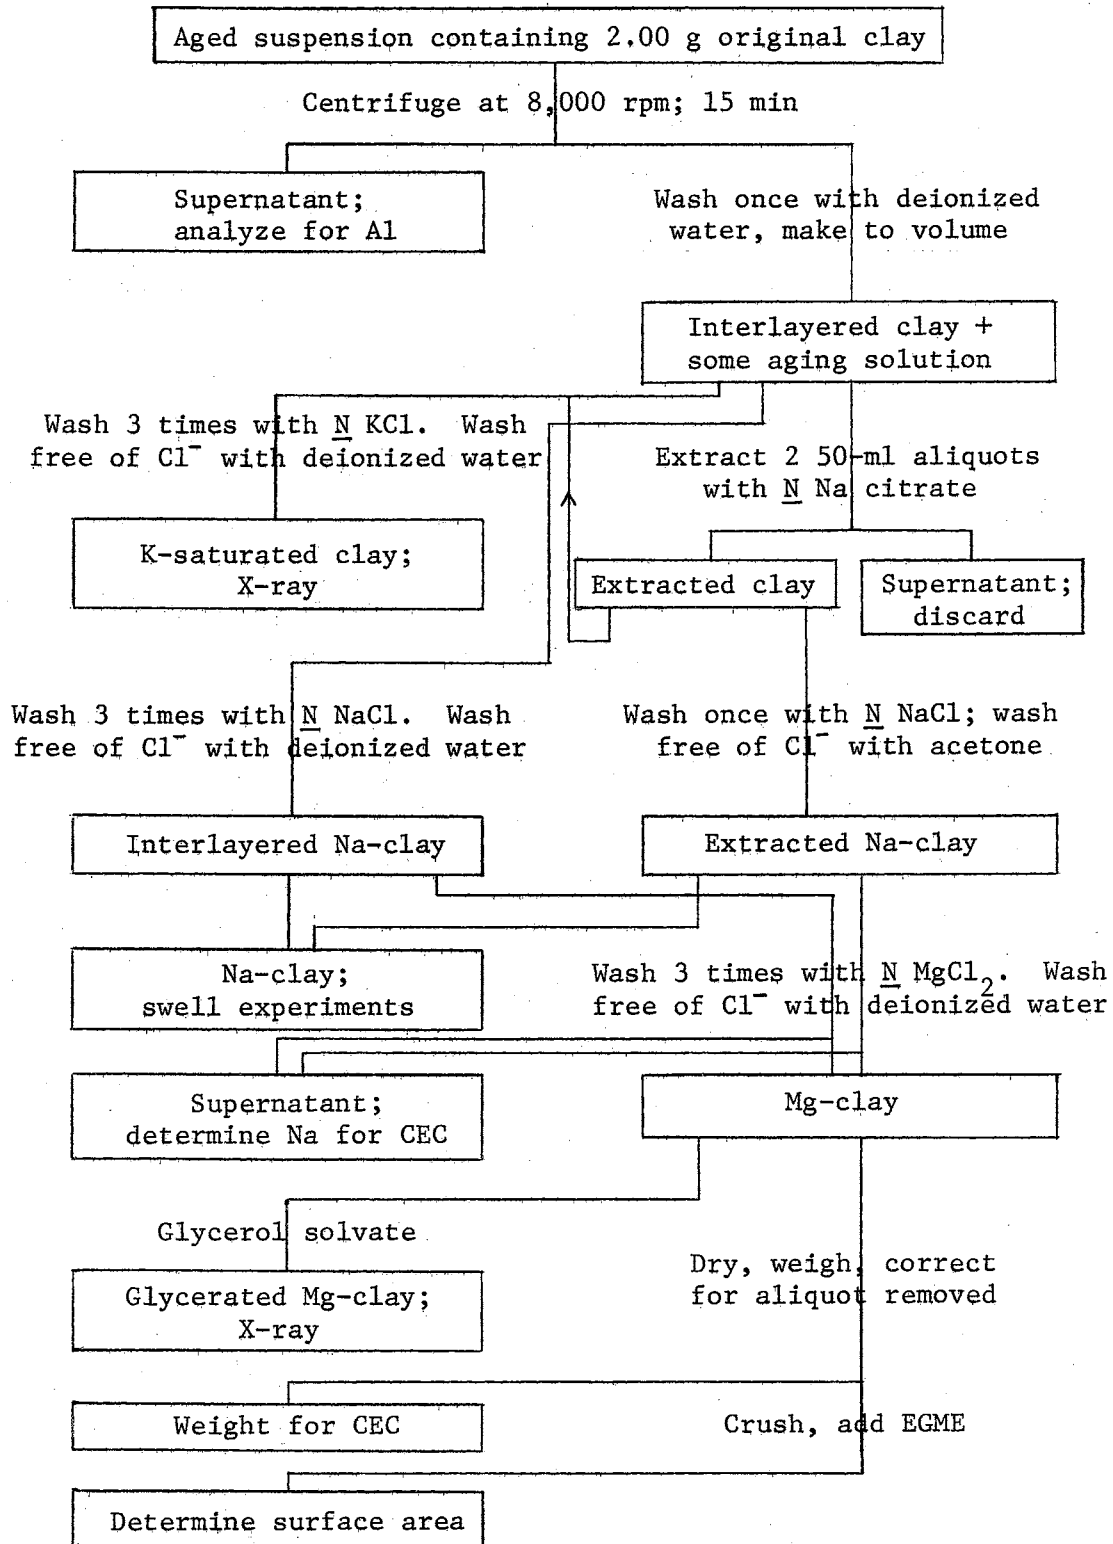 Aged suspension containing 2.00 g original clay
Centrifuge at 8,000 rpm; 15 min
Supernatant;
analyze for Al
Wash once with deionized
water, make to volume
Interlayered clay +
some aging solution
Wash 3 times with N KCl. Wash
free of Cl⁻ with deionized water
Extract 2 50-ml aliquots
with N Na citrate
K-saturated clay;
X-ray
Extracted clay
Supernatant;
discard
Wash 3 times with N NaCl. Wash
free of Cl⁻ with deionized water
Wash once with N NaCl; wash
free of Cl⁻ with acetone
Interlayered Na-clay
Extracted Na-clay
Na-clay;
swell experiments
Wash 3 times with N MgCl₂. Wash
free of Cl⁻ with deionized water
Supernatant;
determine Na for CEC
Mg-clay
Glycerol solvate
Glycerated Mg-clay;
X-ray
Dry, weigh, correct
for aliquot removed
Weight for CEC
Crush, add EGME
Determine surface area